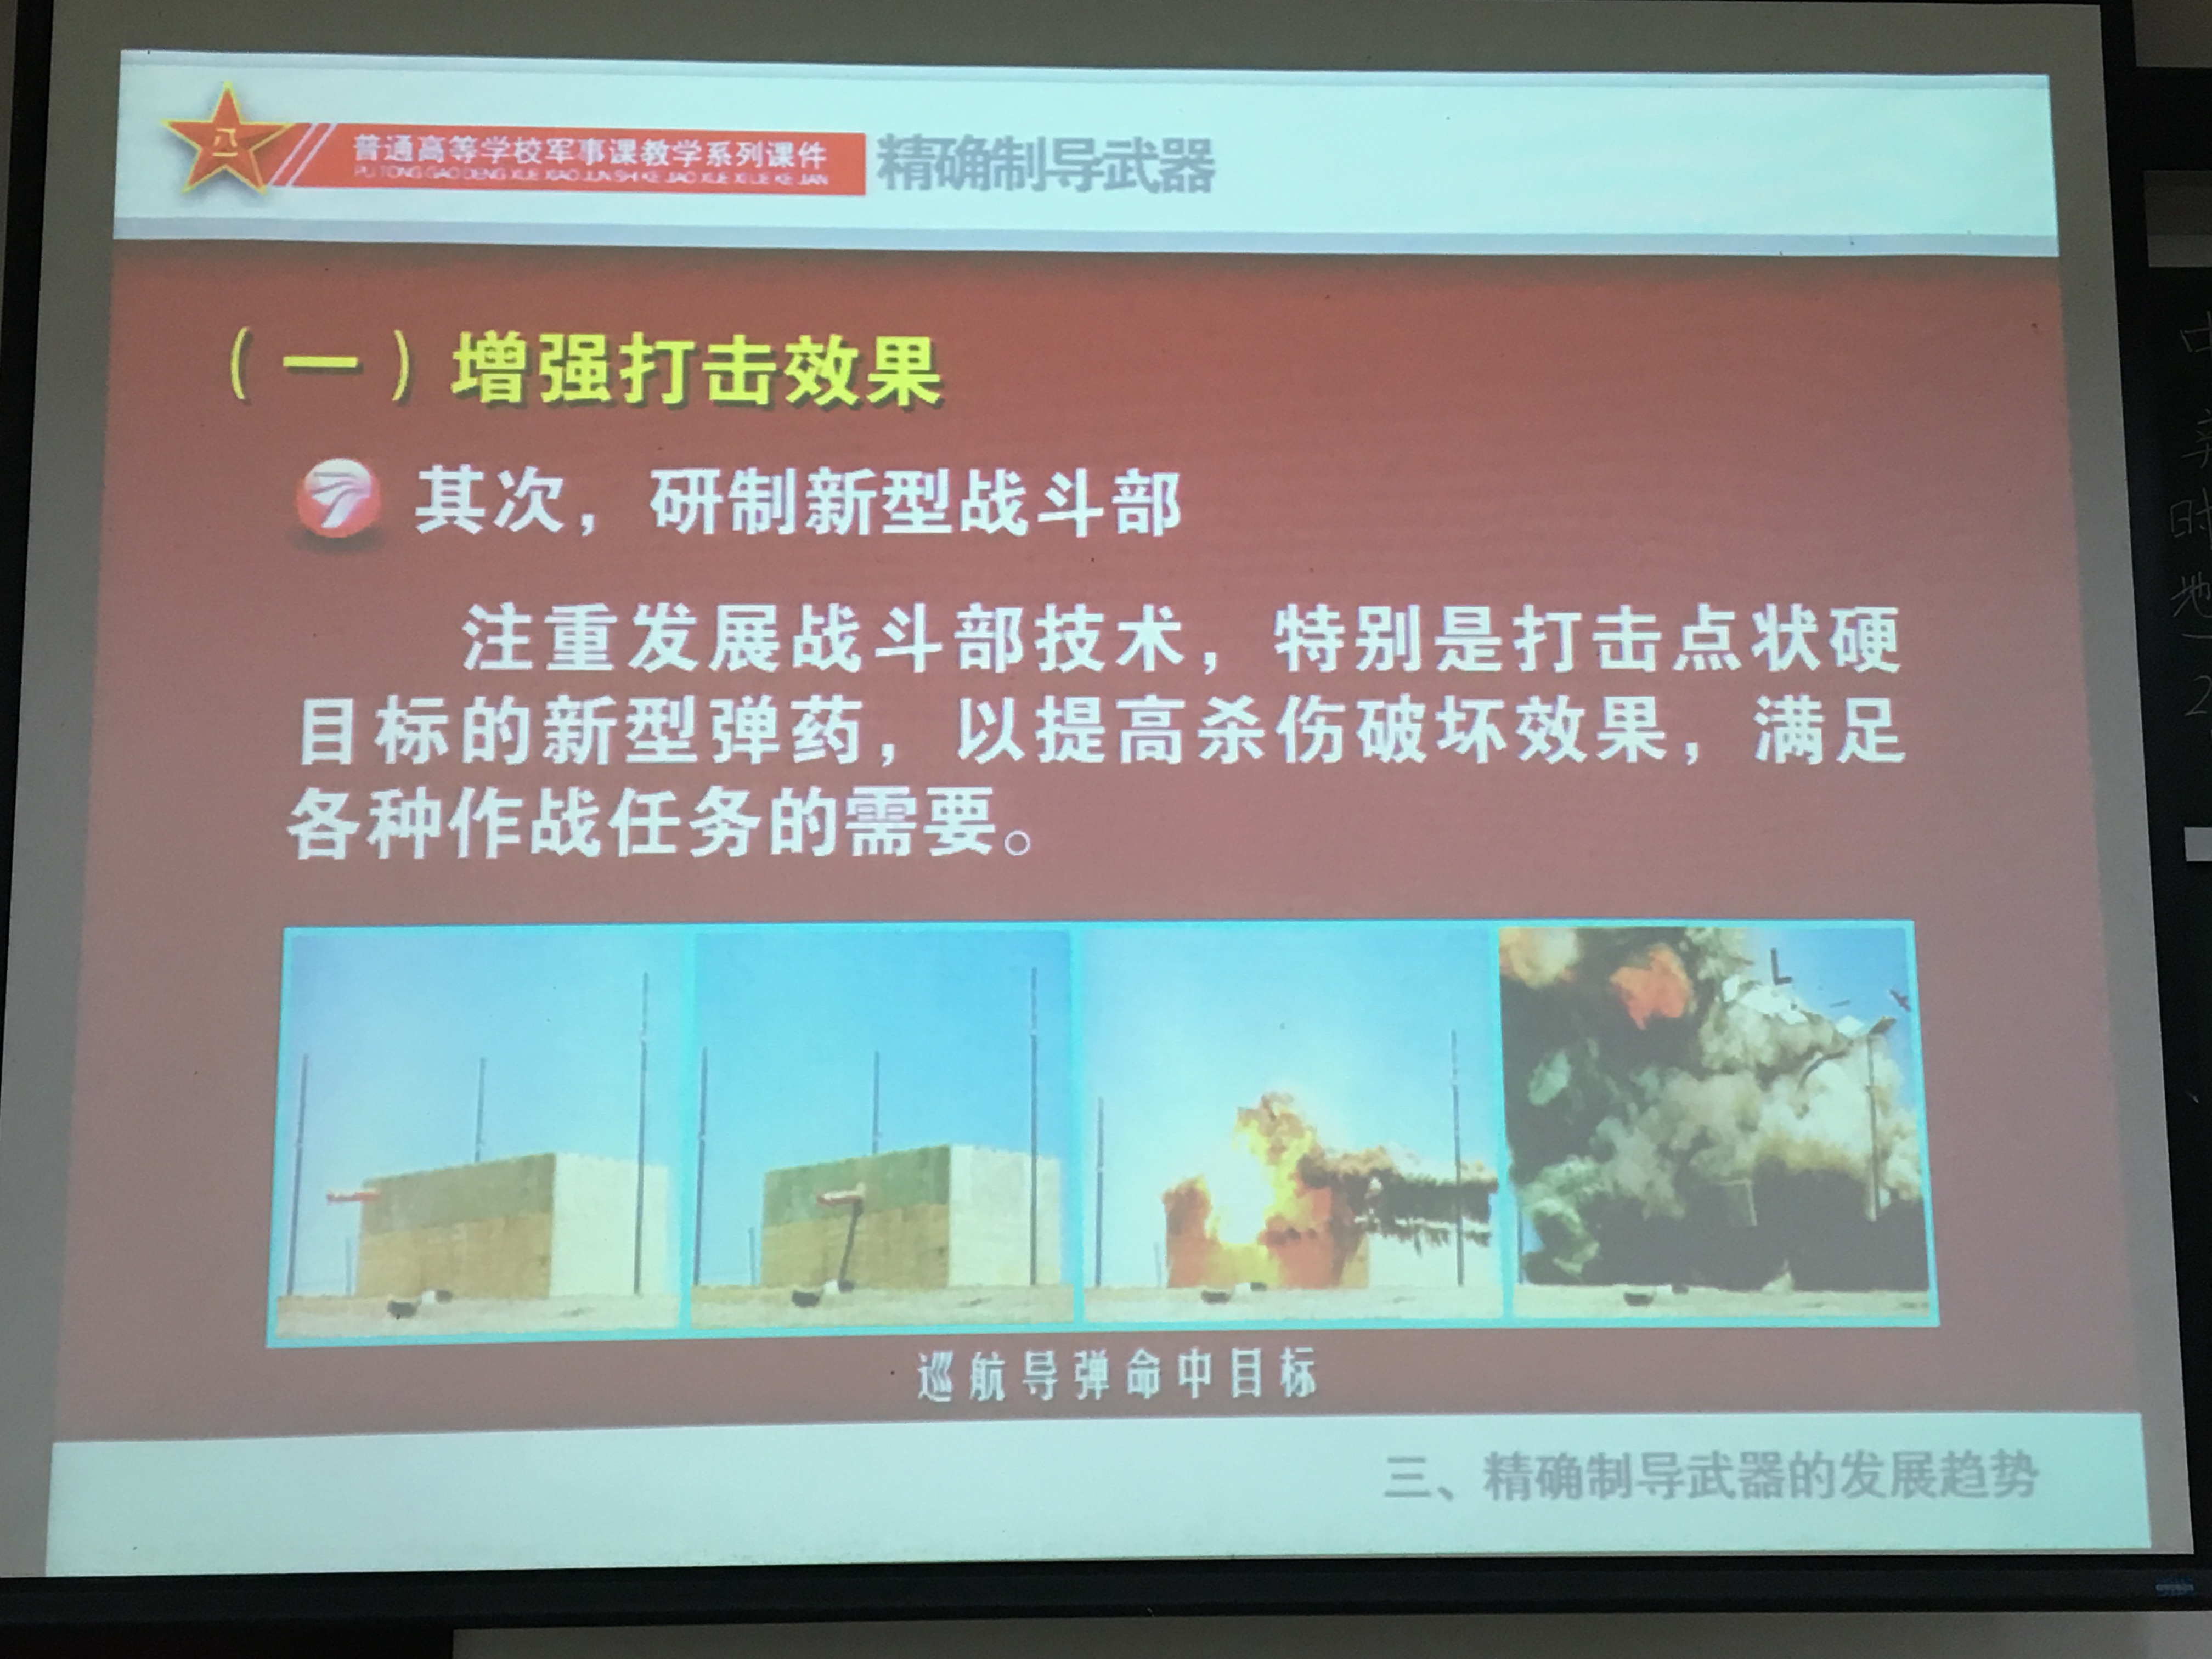 八一
普通高等学校军事课教学系列课件
PU TONG GAO DENG XUE XIAO JUN SHI KE JIAO XUE XI LIE KE JIAN
精确制导武器
（一）增强打击效果
其次，研制新型战斗部
注重发展战斗部技术，特别是打击点状硬
目标的新型弹药，以提高杀伤破坏效果，满足
各种作战任务的需要。
巡航导弹命中目标
三、精确制导武器的发展趋势
时
地
2